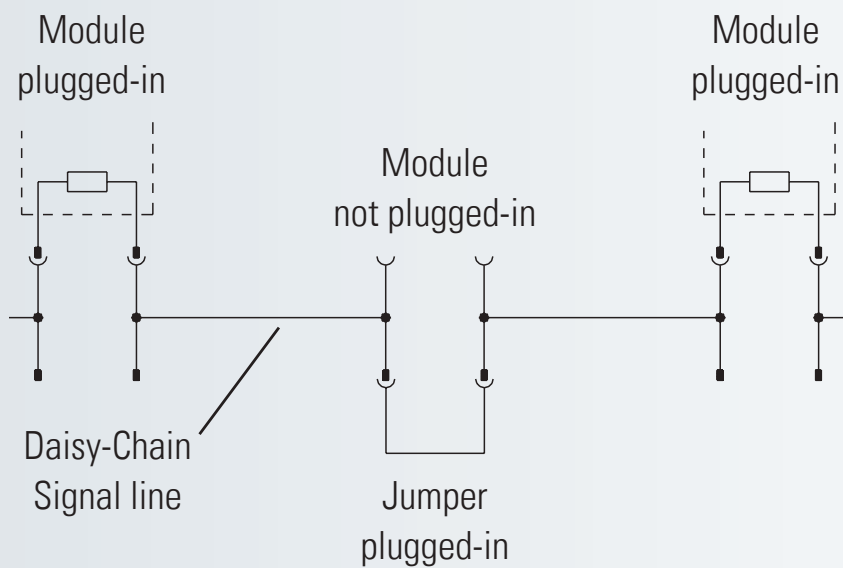 Module
plugged-in
Module
plugged-in
Module
not plugged-in
Daisy-Chain
Signal line
Jumper
plugged-in